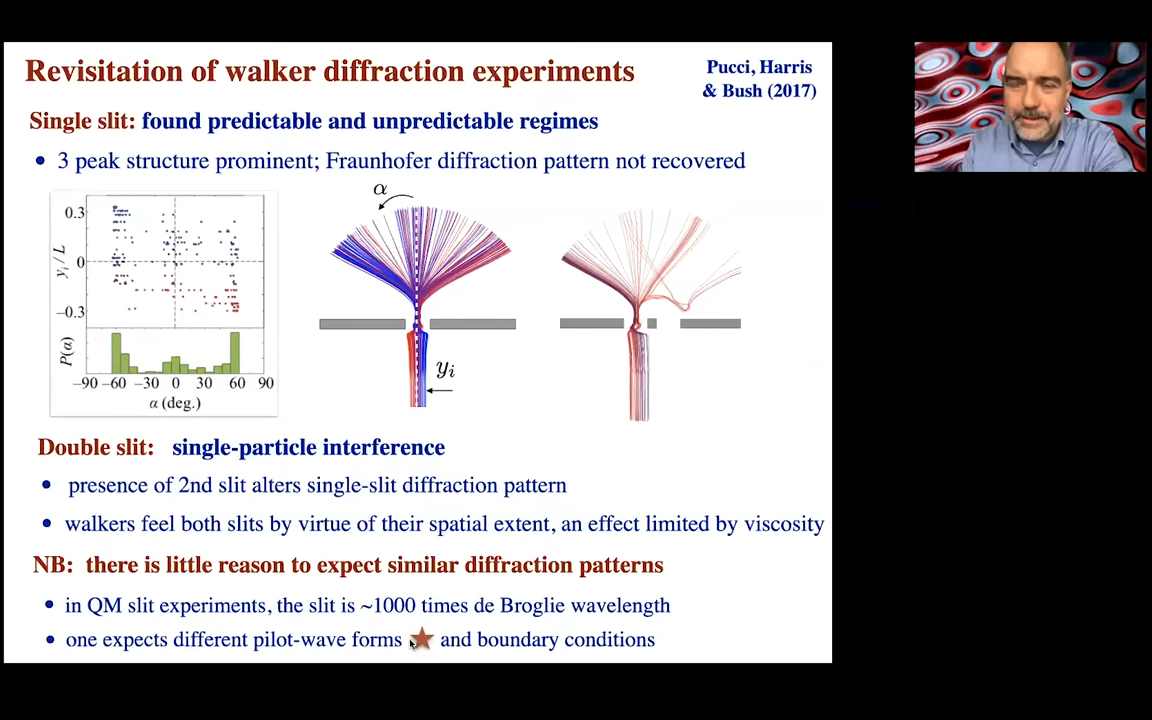 Revisitation of walker diffraction experiments
Pucci, Harris
& Bush (2017)
Single slit: found predictable and unpredictable regimes
• 3 peak structure prominent; Fraunhofer diffraction pattern not recovered
0.3
0
−0.3
y_i / L
P(α)
−90 −60 −30 0 30 60 90
α (deg.)
α
y_i
Double slit: single-particle interference
• presence of 2nd slit alters single-slit diffraction pattern
• walkers feel both slits by virtue of their spatial extent, an effect limited by viscosity
NB: there is little reason to expect similar diffraction patterns
• in QM slit experiments, the slit is ~1000 times de Broglie wavelength
• one expects different pilot-wave forms ★ and boundary conditions